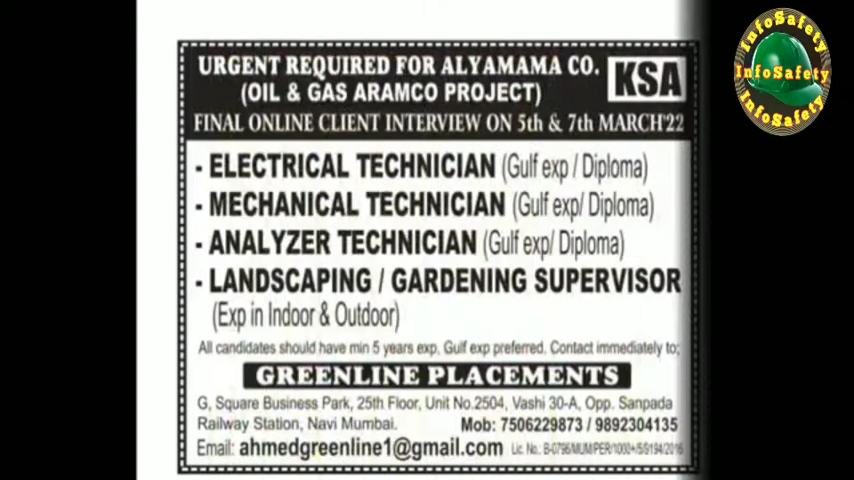 URGENT REQUIRED FOR ALYAMAMA CO. KSA
(OIL & GAS ARAMCO PROJECT)
FINAL ONLINE CLIENT INTERVIEW ON 5th & 7th MARCH'22
- ELECTRICAL TECHNICIAN (Gulf exp / Diploma)
- MECHANICAL TECHNICIAN (Gulf exp/ Diploma)
- ANALYZER TECHNICIAN (Gulf exp/ Diploma)
- LANDSCAPING / GARDENING SUPERVISOR
(Exp in Indoor & Outdoor)
All candidates should have min 5 years exp, Gulf exp preferred. Contact immediately to;
GREENLINE PLACEMENTS
G, Square Business Park, 25th Floor, Unit No.2504, Vashi 30-A, Opp. Sanpada
Railway Station, Navi Mumbai. Mob: 7506229873 / 9892304135
Email: ahmedgreenline1@gmail.com Lic. No.:
InfoSafety
InfoSafety
InfoSafety